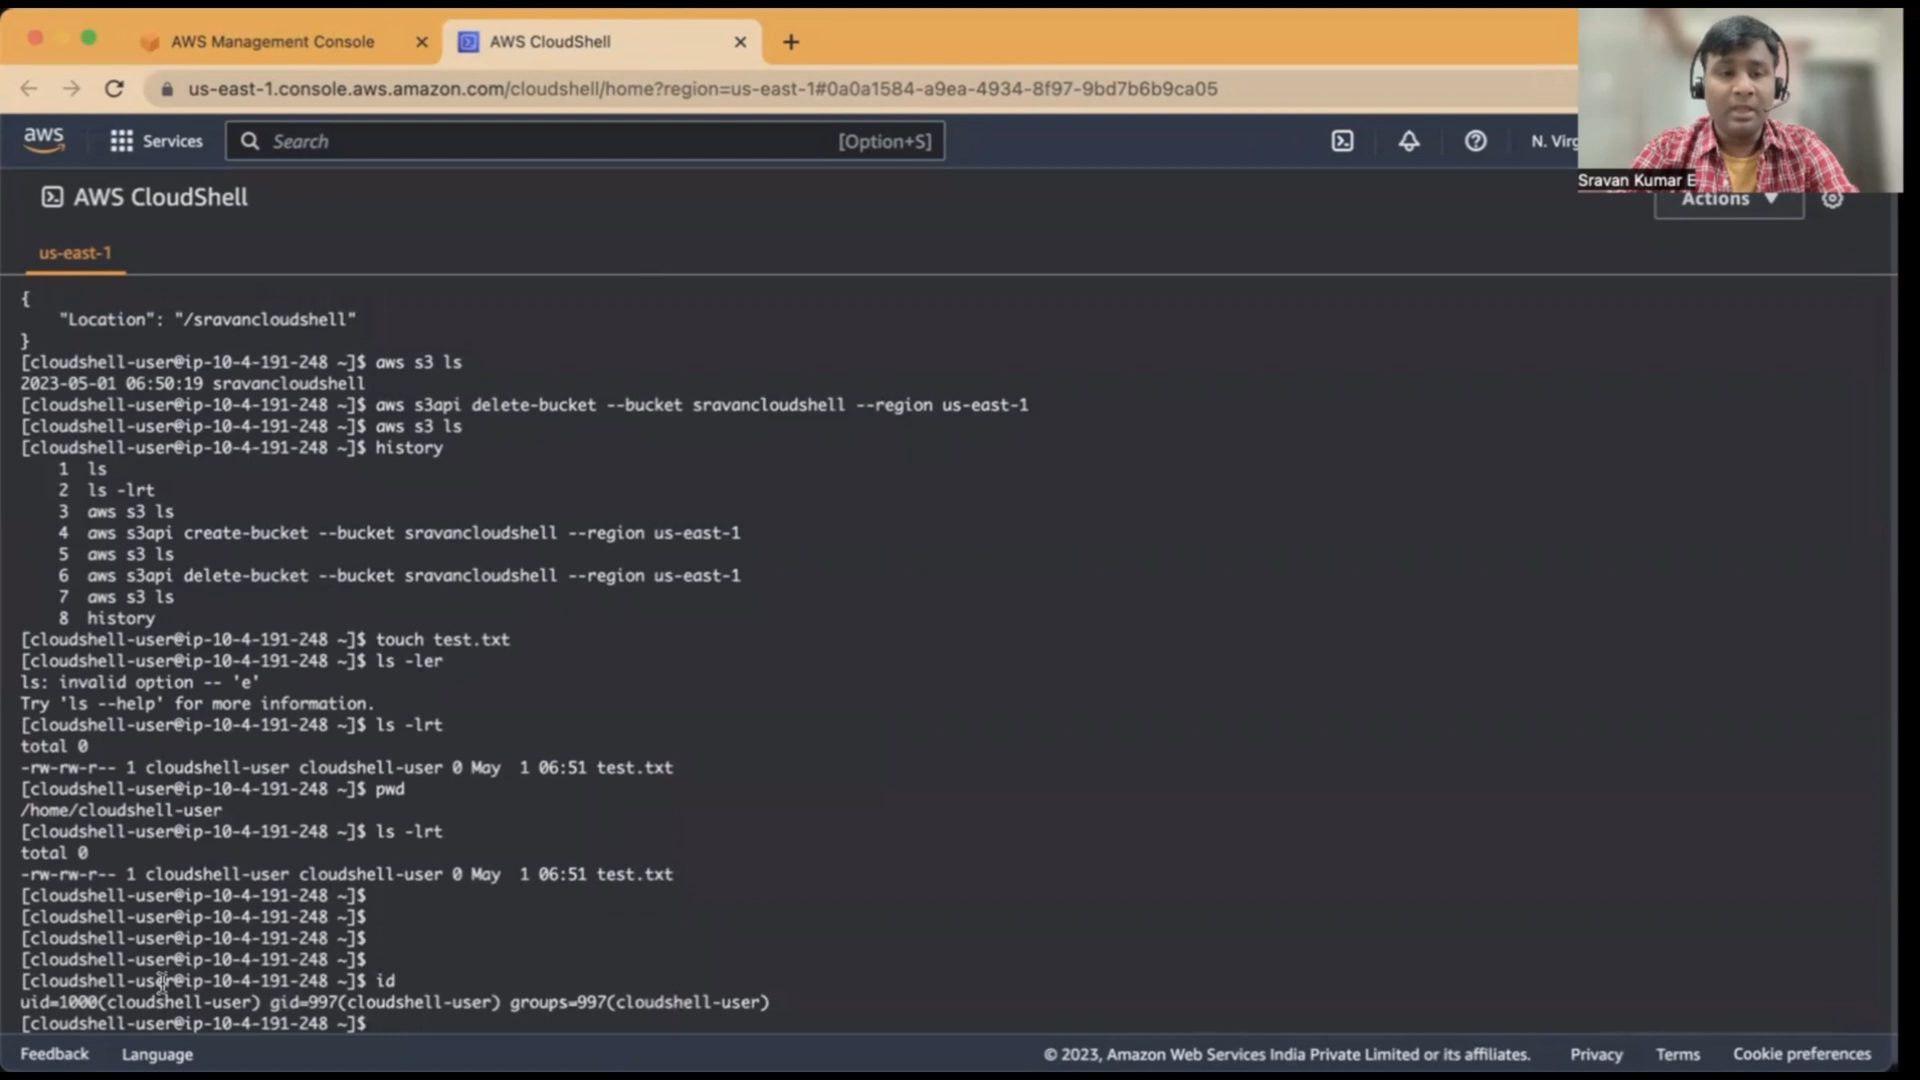 AWS Management Console
AWS CloudShell
us-east-1.console.aws.amazon.com/cloudshell/home?region=us-east-1#0a0a1584-a9ea-4934-8f97-9bd7b6b9ca05
aws
Services
Search
[Option+S]
N. Virg
Sravan Kumar E
AWS CloudShell
Actions
us-east-1
{
"Location": "/sravancloudshell"
}
[cloudshell-user@ip-10-4-191-248 ~]$ aws s3 ls
2023-05-01 06:50:19 sravancloudshell
[cloudshell-user@ip-10-4-191-248 ~]$ aws s3api delete-bucket --bucket sravancloudshell --region us-east-1
[cloudshell-user@ip-10-4-191-248 ~]$ aws s3 ls
[cloudshell-user@ip-10-4-191-248 ~]$ history
1 ls
2 ls -lrt
3 aws s3 ls
4 aws s3api create-bucket --bucket sravancloudshell --region us-east-1
5 aws s3 ls
6 aws s3api delete-bucket --bucket sravancloudshell --region us-east-1
7 aws s3 ls
8 history
[cloudshell-user@ip-10-4-191-248 ~]$ touch test.txt
[cloudshell-user@ip-10-4-191-248 ~]$ ls -ler
ls: invalid option -- 'e'
Try 'ls --help' for more information.
[cloudshell-user@ip-10-4-191-248 ~]$ ls -lrt
total 0
-rw-rw-r-- 1 cloudshell-user cloudshell-user 0 May  1 06:51 test.txt
[cloudshell-user@ip-10-4-191-248 ~]$ pwd
/home/cloudshell-user
[cloudshell-user@ip-10-4-191-248 ~]$ ls -lrt
total 0
-rw-rw-r-- 1 cloudshell-user cloudshell-user 0 May  1 06:51 test.txt
[cloudshell-user@ip-10-4-191-248 ~]$
[cloudshell-user@ip-10-4-191-248 ~]$
[cloudshell-user@ip-10-4-191-248 ~]$
[cloudshell-user@ip-10-4-191-248 ~]$
[cloudshell-user@ip-10-4-191-248 ~]$ id
uid=1000(cloudshell-user) gid=997(cloudshell-user) groups=997(cloudshell-user)
[cloudshell-user@ip-10-4-191-248 ~]$
Feedback
Language
© 2023, Amazon Web Services India Private Limited or its affiliates.
Privacy
Terms
Cookie preferences